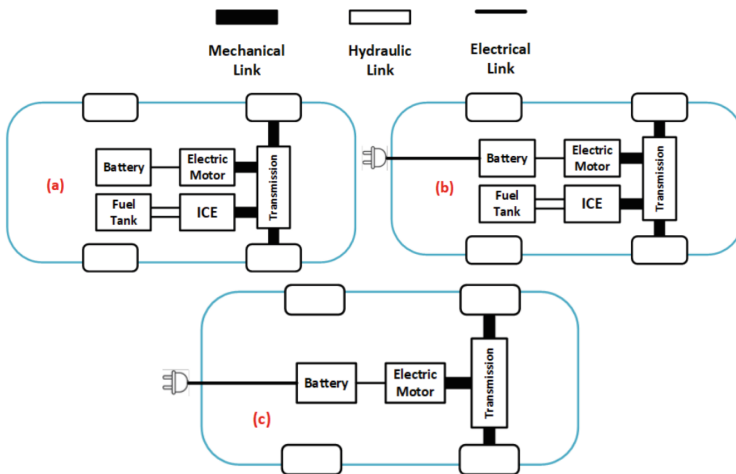 Mechanical
Link
Hydraulic
Link
Electrical
Link
(a)
Battery
Electric
Motor
Fuel
Tank
ICE
Transmission
(b)
Battery
Electric
Motor
Fuel
Tank
ICE
Transmission
(c)
Battery
Electric
Motor
Transmission